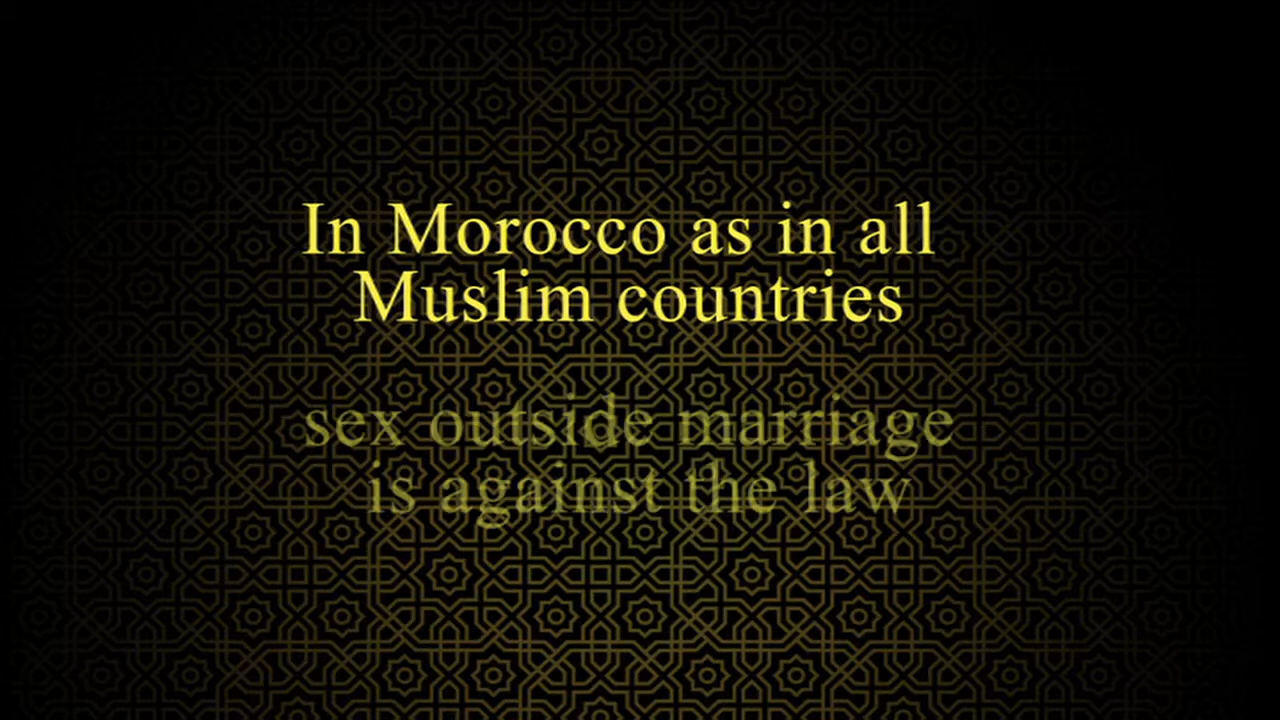 In Morocco as in all
Muslim countries
sex outside marriage
is against the law